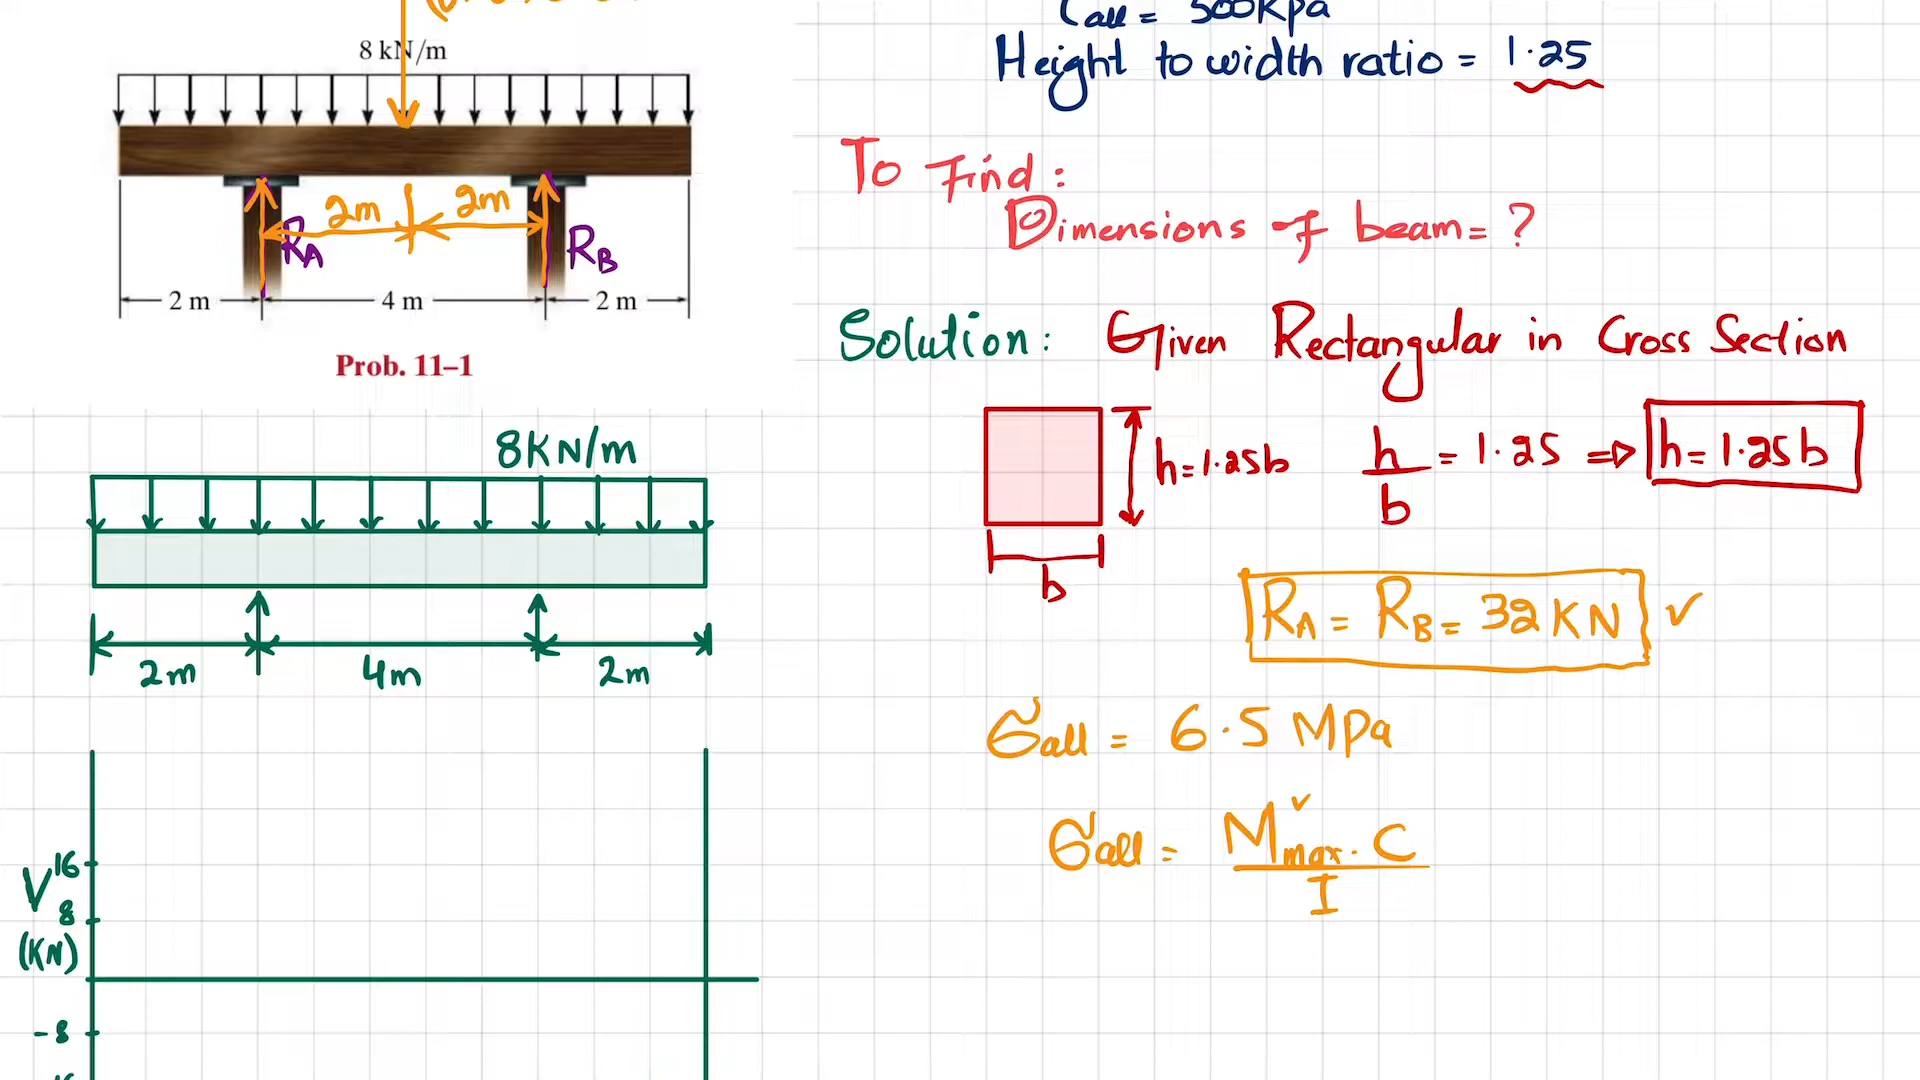 8 kN/m
2m
2m
RA
RB
2 m
4 m
2 m
Prob. 11–1
8KN/m
2m
4m
2m
16
V
8
(KN)
-8
τall = 500kpa
Height to width ratio = 1.25
To Find:
Dimensions of beam = ?
Solution: Given Rectangular in Cross Section
h=1.25b
h/b = 1.25 ⇒ h= 1.25b
b
RA = RB = 32KN ✓
σall = 6.5 MPa
σall = Mmax. C / I